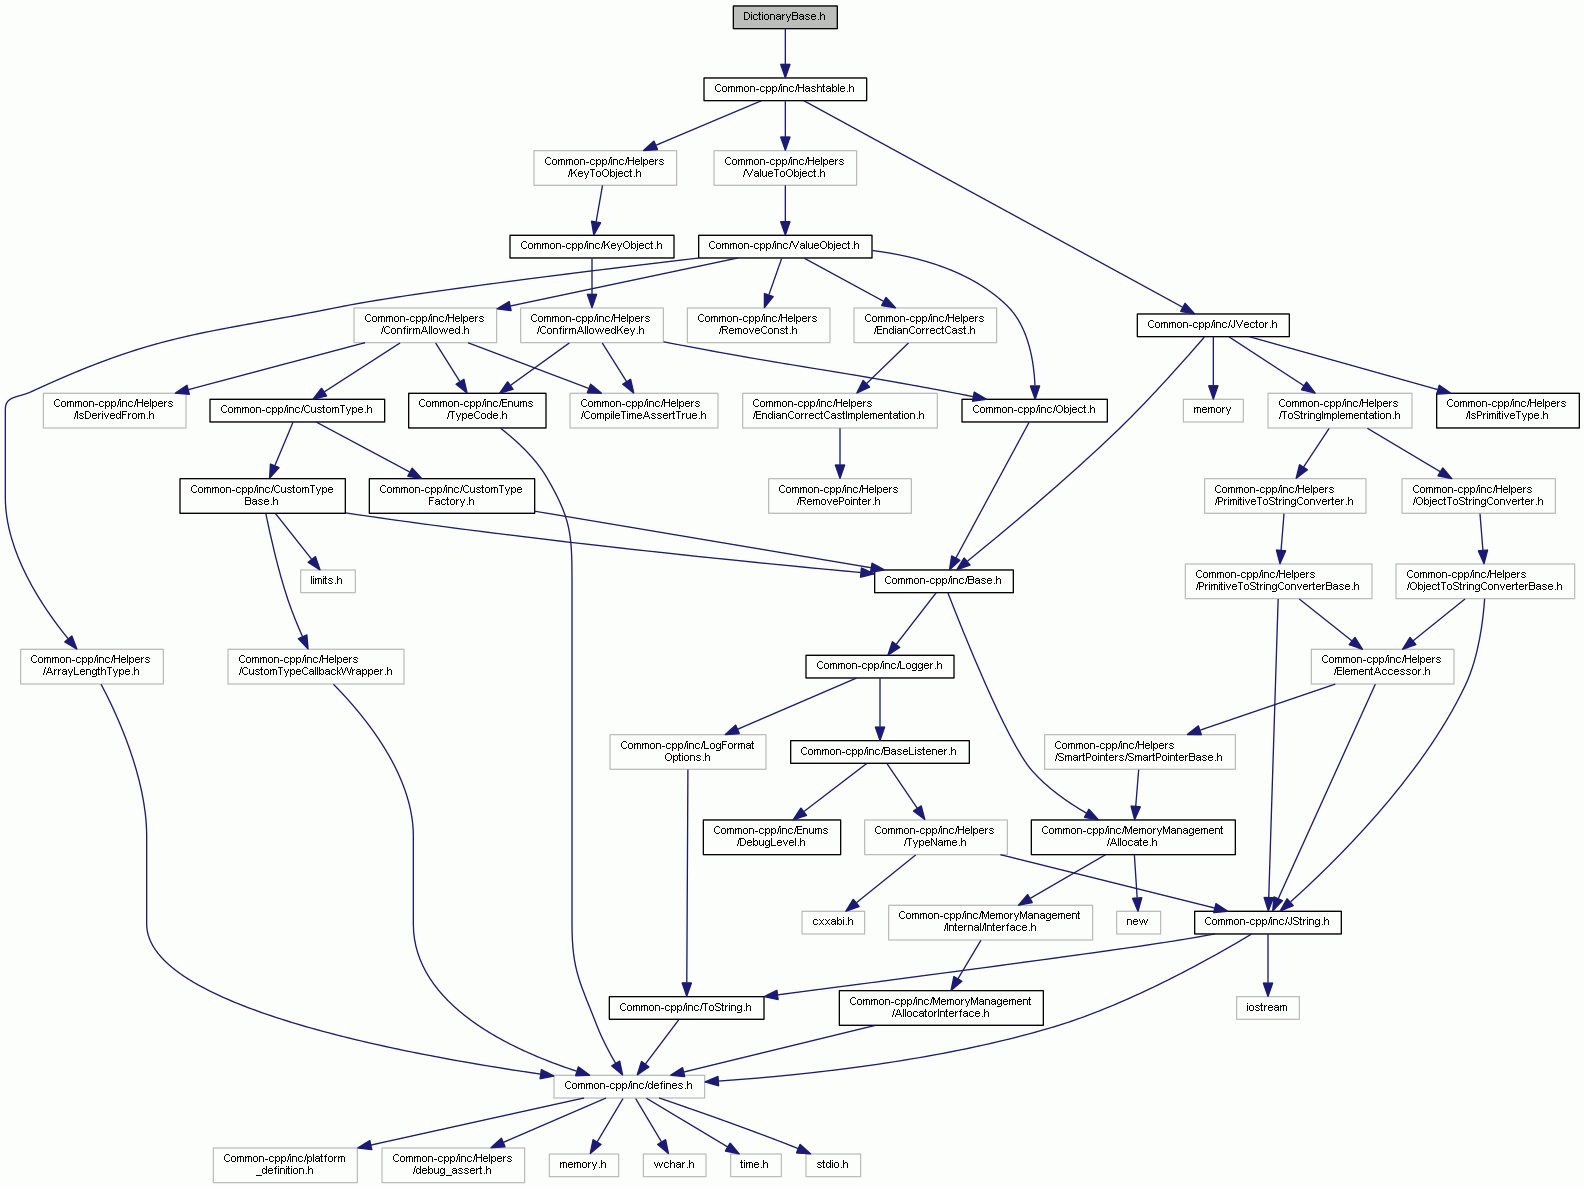 DictionaryBase.h
Common-cpp/inc/Hashtable.h
Common-cpp/inc/Helpers
/KeyToObject.h
Common-cpp/inc/Helpers
/ValueToObject.h
Common-cpp/inc/KeyObject.h
Common-cpp/inc/ValueObject.h
Common-cpp/inc/Helpers
/ConfirmAllowed.h
Common-cpp/inc/Helpers
/ConfirmAllowedKey.h
Common-cpp/inc/Helpers
/RemoveConst.h
Common-cpp/inc/Helpers
/EndianCorrectCast.h
Common-cpp/inc/JVector.h
Common-cpp/inc/Helpers
/IsDerivedFrom.h
Common-cpp/inc/CustomType.h
Common-cpp/inc/Enums
/TypeCode.h
Common-cpp/inc/Helpers
/CompileTimeAssertTrue.h
Common-cpp/inc/Helpers
/EndianCorrectCastImplementation.h
Common-cpp/inc/Object.h
memory
Common-cpp/inc/Helpers
/ToStringImplementation.h
Common-cpp/inc/Helpers
/IsPrimitiveType.h
Common-cpp/inc/CustomType
Base.h
Common-cpp/inc/CustomType
Factory.h
Common-cpp/inc/Helpers
/RemovePointer.h
Common-cpp/inc/Helpers
/PrimitiveToStringConverter.h
Common-cpp/inc/Helpers
/ObjectToStringConverter.h
limits.h
Common-cpp/inc/Base.h
Common-cpp/inc/Helpers
/PrimitiveToStringConverterBase.h
Common-cpp/inc/Helpers
/ObjectToStringConverterBase.h
Common-cpp/inc/Helpers
/ArrayLengthType.h
Common-cpp/inc/Helpers
/CustomTypeCallbackWrapper.h
Common-cpp/inc/Logger.h
Common-cpp/inc/Helpers
/ElementAccessor.h
Common-cpp/inc/LogFormat
Options.h
Common-cpp/inc/BaseListener.h
Common-cpp/inc/Helpers
/SmartPointers/SmartPointerBase.h
Common-cpp/inc/Enums
/DebugLevel.h
Common-cpp/inc/Helpers
/TypeName.h
Common-cpp/inc/MemoryManagement
/Allocate.h
cxxabi.h
Common-cpp/inc/MemoryManagement
/Internal/Interface.h
new
Common-cpp/inc/JString.h
Common-cpp/inc/ToString.h
Common-cpp/inc/MemoryManagement
/AllocatorInterface.h
iostream
Common-cpp/inc/defines.h
Common-cpp/inc/platform
_definition.h
Common-cpp/inc/Helpers
/debug_assert.h
memory.h
wchar.h
time.h
stdio.h